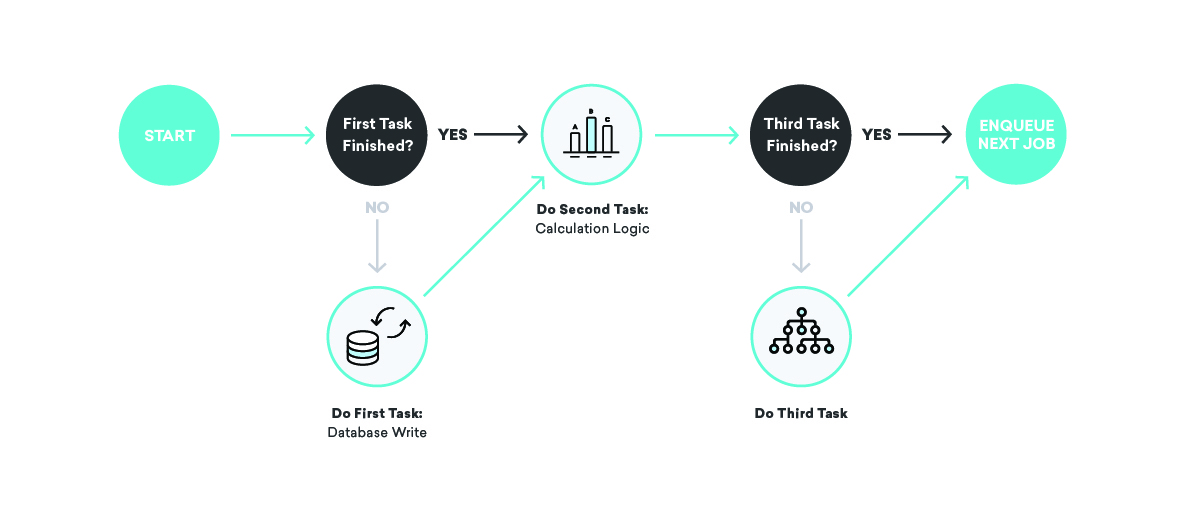 START
First Task
Finished?
YES
NO
Do First Task:
Database Write
A
B
C
Do Second Task:
Calculation Logic
Third Task
Finished?
YES
NO
Do Third Task
ENQUEUE
NEXT JOB